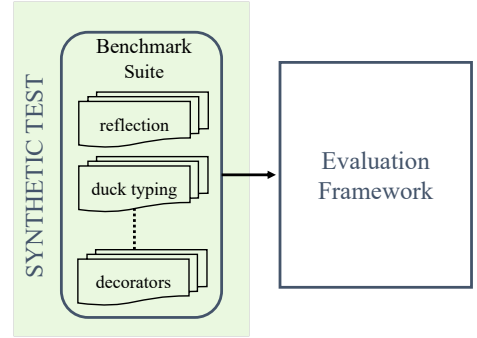 SYNTHETIC TEST
Benchmark
Suite
reflection
duck typing
decorators
Evaluation
Framework